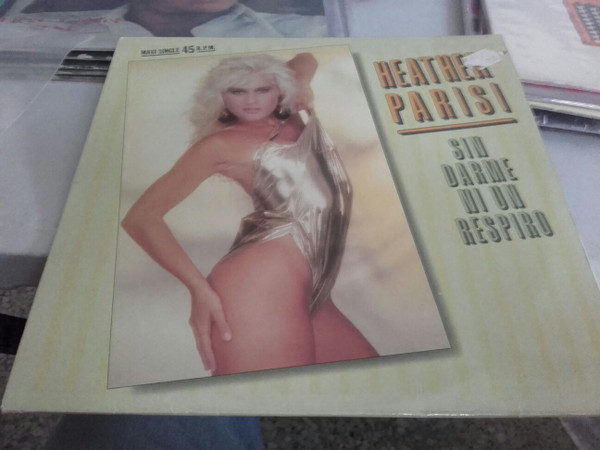 MAXI SINGLE 45 R.P.M.
HEATHER
PARISI
SIN
DARME
NI UN
RESPIRO